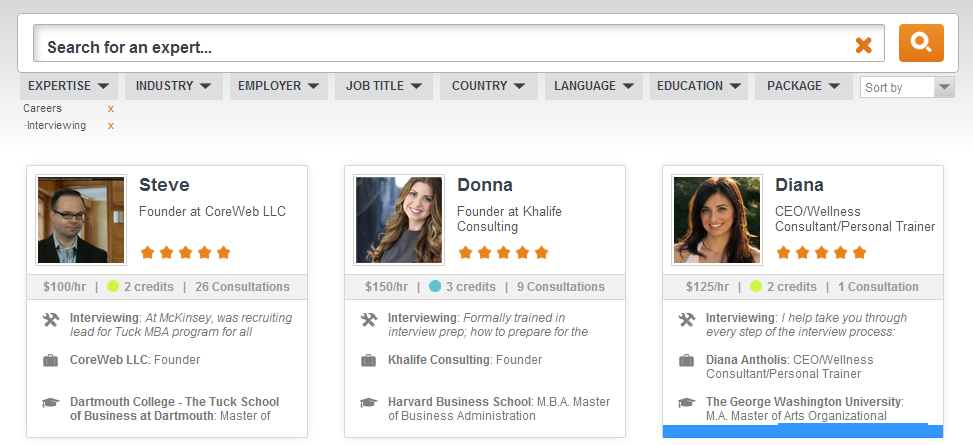 Search for an expert...
EXPERTISE INDUSTRY EMPLOYER JOB TITLE COUNTRY LANGUAGE EDUCATION PACKAGE Sort by
Careers x
·Interviewing x
Steve
Founder at CoreWeb LLC
$100/hr | 2 credits | 26 Consultations
Interviewing: At McKinsey, was recruiting
lead for Tuck MBA program for all
CoreWeb LLC: Founder
Dartmouth College - The Tuck School
of Business at Dartmouth: Master of
Donna
Founder at Khalife
Consulting
$150/hr | 3 credits | 9 Consultations
Interviewing: Formally trained in
interview prep; how to prepare for the
Khalife Consulting: Founder
Harvard Business School: M.B.A. Master
of Business Administration
Diana
CEO/Wellness
Consultant/Personal Trainer
$125/hr | 2 credits | 1 Consultation
Interviewing: I help take you through
every step of the interview process:
Diana Antholis: CEO/Wellness
Consultant/Personal Trainer
The George Washington University:
M.A. Master of Arts Organizational